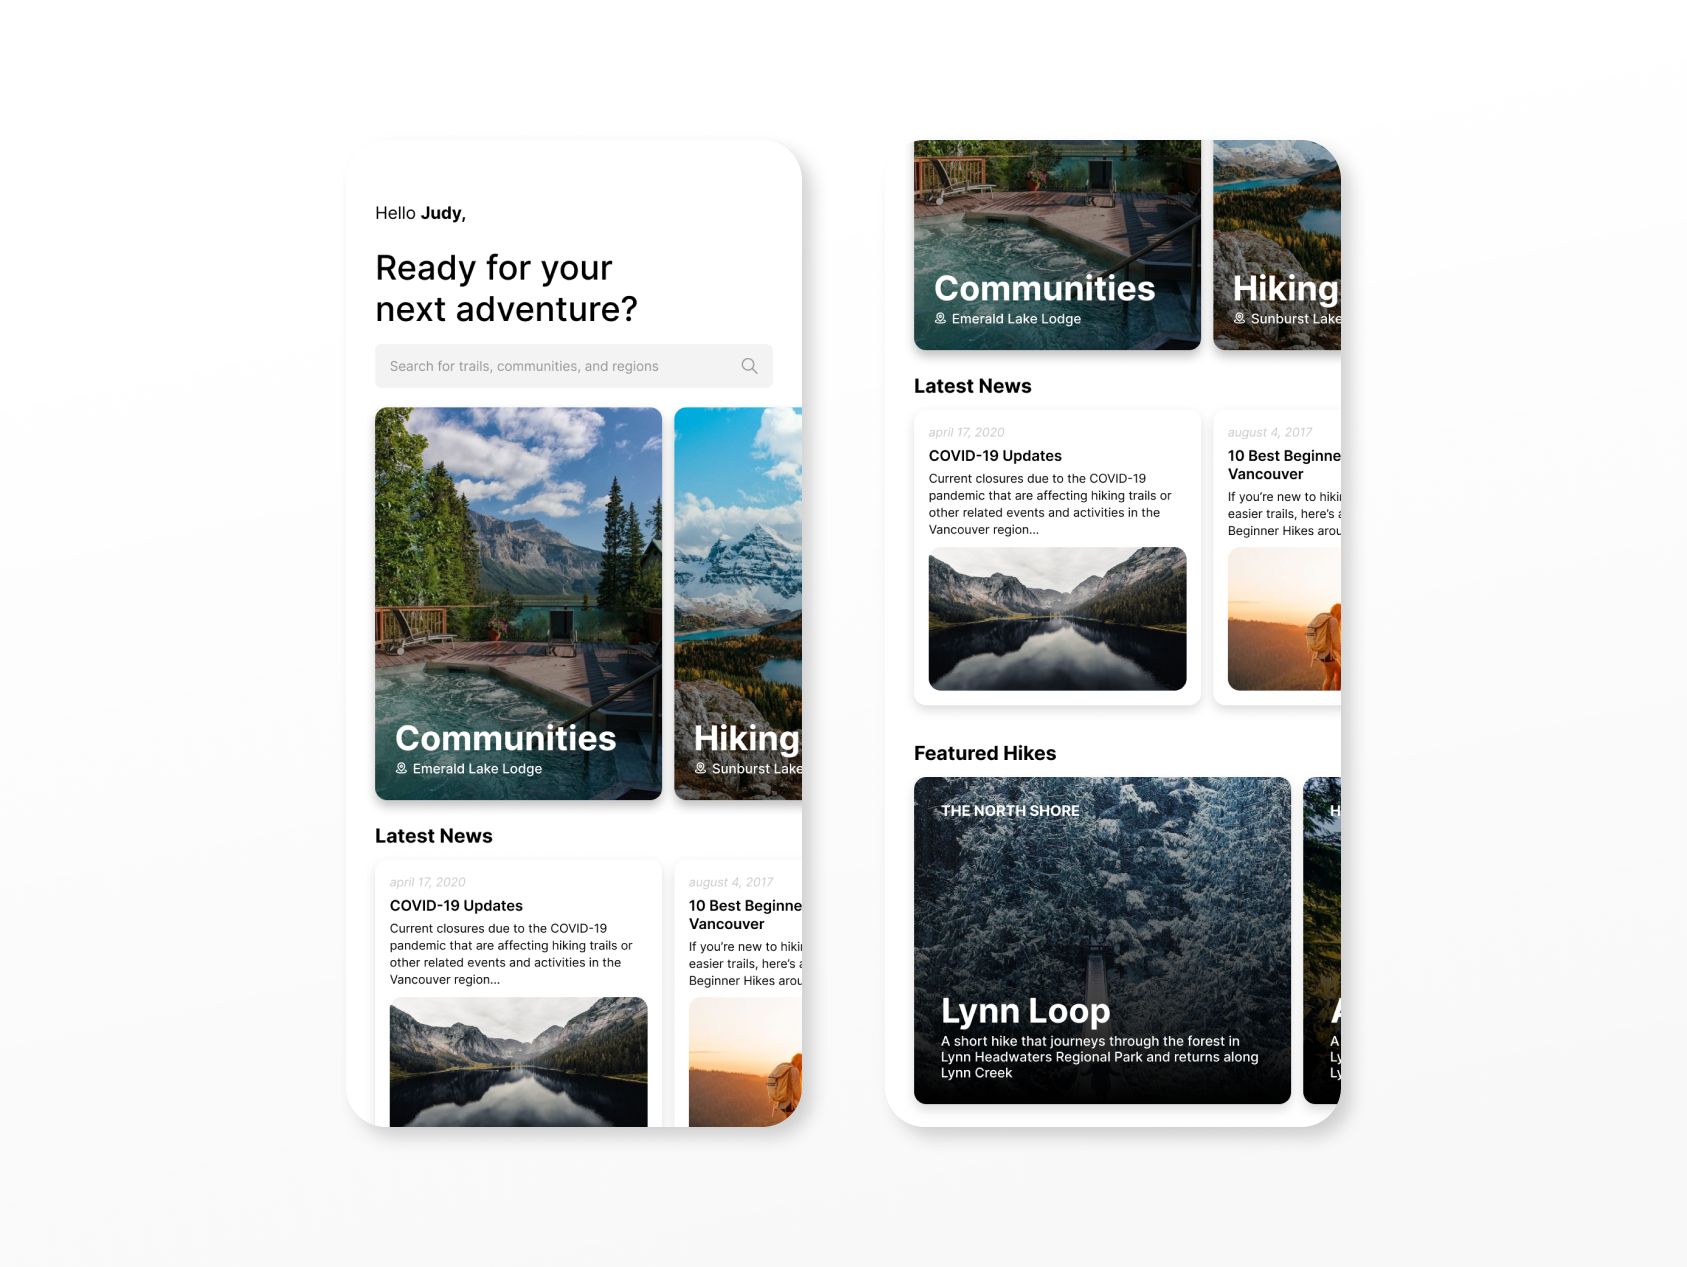 Hello Judy,
Ready for your
next adventure?
Search for trails, communities, and regions
Communities
Emerald Lake Lodge
Hiking
Sunburst Lake
Latest News
april 17, 2020
COVID-19 Updates
Current closures due to the COVID-19
pandemic that are affecting hiking trails or
other related events and activities in the
Vancouver region...
august 4, 2017
10 Best Beginne
Vancouver
If you're new to hikin
easier trails, here's a
Beginner Hikes arou
Communities
Emerald Lake Lodge
Hiking
Sunburst Lake
Latest News
april 17, 2020
COVID-19 Updates
Current closures due to the COVID-19
pandemic that are affecting hiking trails or
other related events and activities in the
Vancouver region...
august 4, 2017
10 Best Beginne
Vancouver
If you're new to hikin
easier trails, here's a
Beginner Hikes arou
Featured Hikes
THE NORTH SHORE
Lynn Loop
A short hike that journeys through the forest in
Lynn Headwaters Regional Park and returns along
Lynn Creek
H
A
A
Ly
Ly